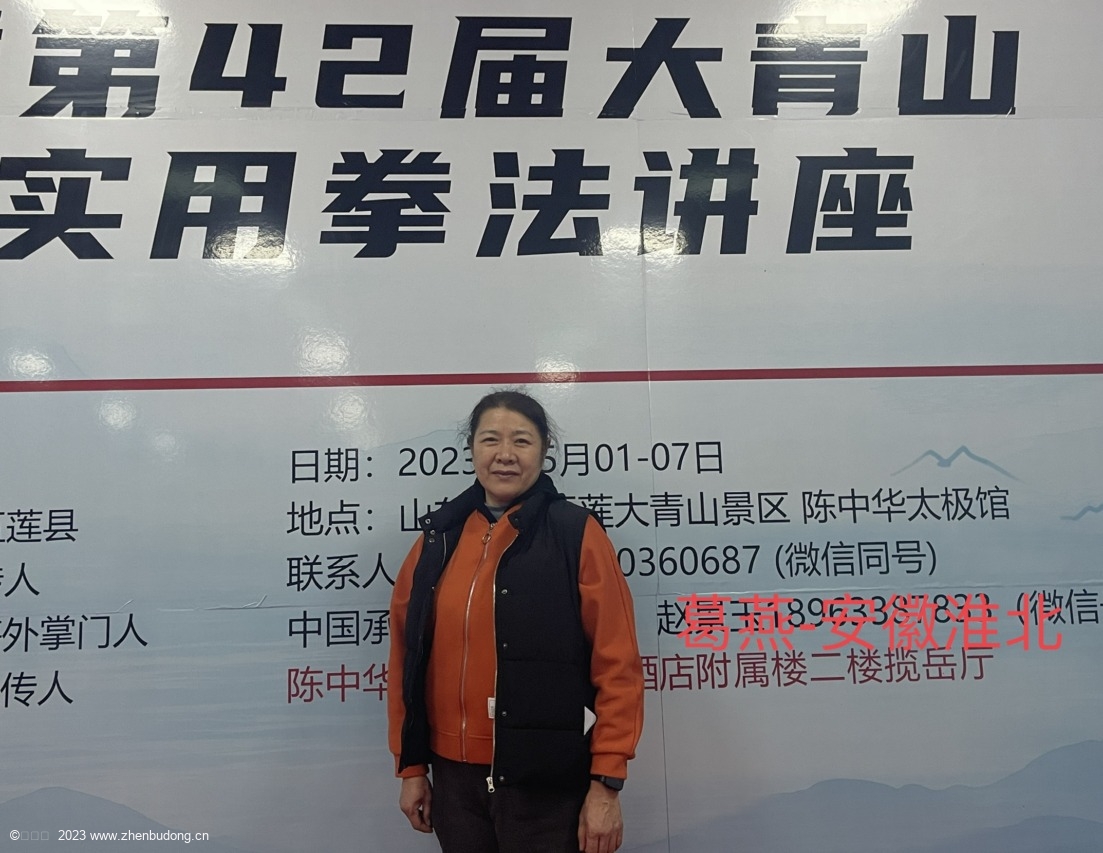 第42届大青山
实用拳法讲座
日期：2023 5月01-07日
莲县
地点：山东 莲大青山景区 陈中华太极馆
人
联系人 0360687 (微信同号)
外掌门人
中国承 赵 18963387833 (微信
葛燕-安徽淮北
传人
陈中华 酒店附属楼二楼揽岳厅
© 2023 www.zhenbudong.cn